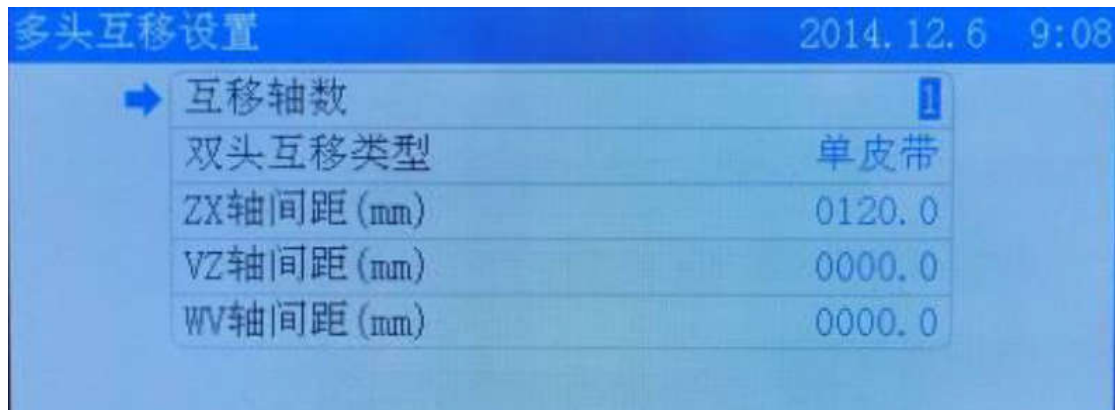 多头互移设置 2014.12.6 9:08
互移轴数 1
双头互移类型 单皮带
ZX轴间距(mm) 0120.0
VZ轴间距(mm) 0000.0
WV轴间距(mm) 0000.0